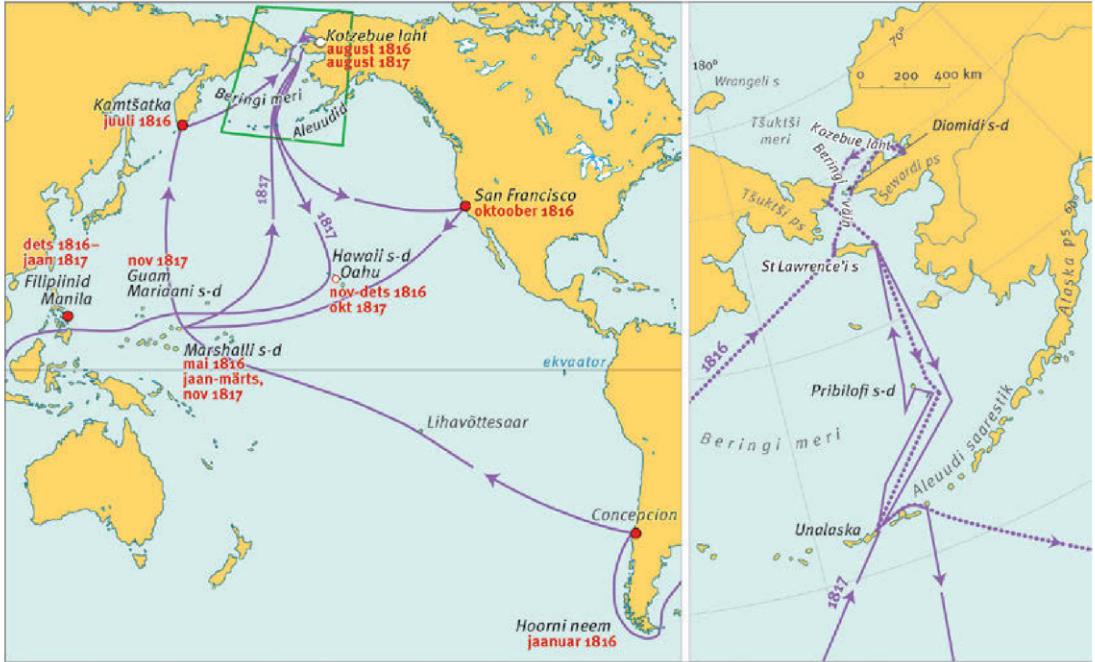 Kotzebue laht
august 1816
august 1817
Beringi meri
Aleuudid
Kamtšatka
juuli 1816
1817
1817
San Francisco
oktoober 1816
dets 1816–
jaan 1817
Filipiinid
Manila
nov 1817
Guam
Mariaani s-d
Hawaii s-d
Oahu
nov-dets 1816
okt 1817
Marshalli s-d
mai 1816
jaan-märts,
nov 1817
ekvaator
Lihavõttesaar
Concepcion
Hoorni neem
jaanuar 1816
70°
180°
0 200 400 km
Wrangeli s
Tšuktši
meri
Diomidi s-d
Kozebue laht
Beringi
väin
Sewardi ps
Tšuktši ps
St Lawrence'i s
Alaska ps
60°
1816
Pribilofi s-d
Beringi meri
Aleuudi saarestik
Unalaska
1817